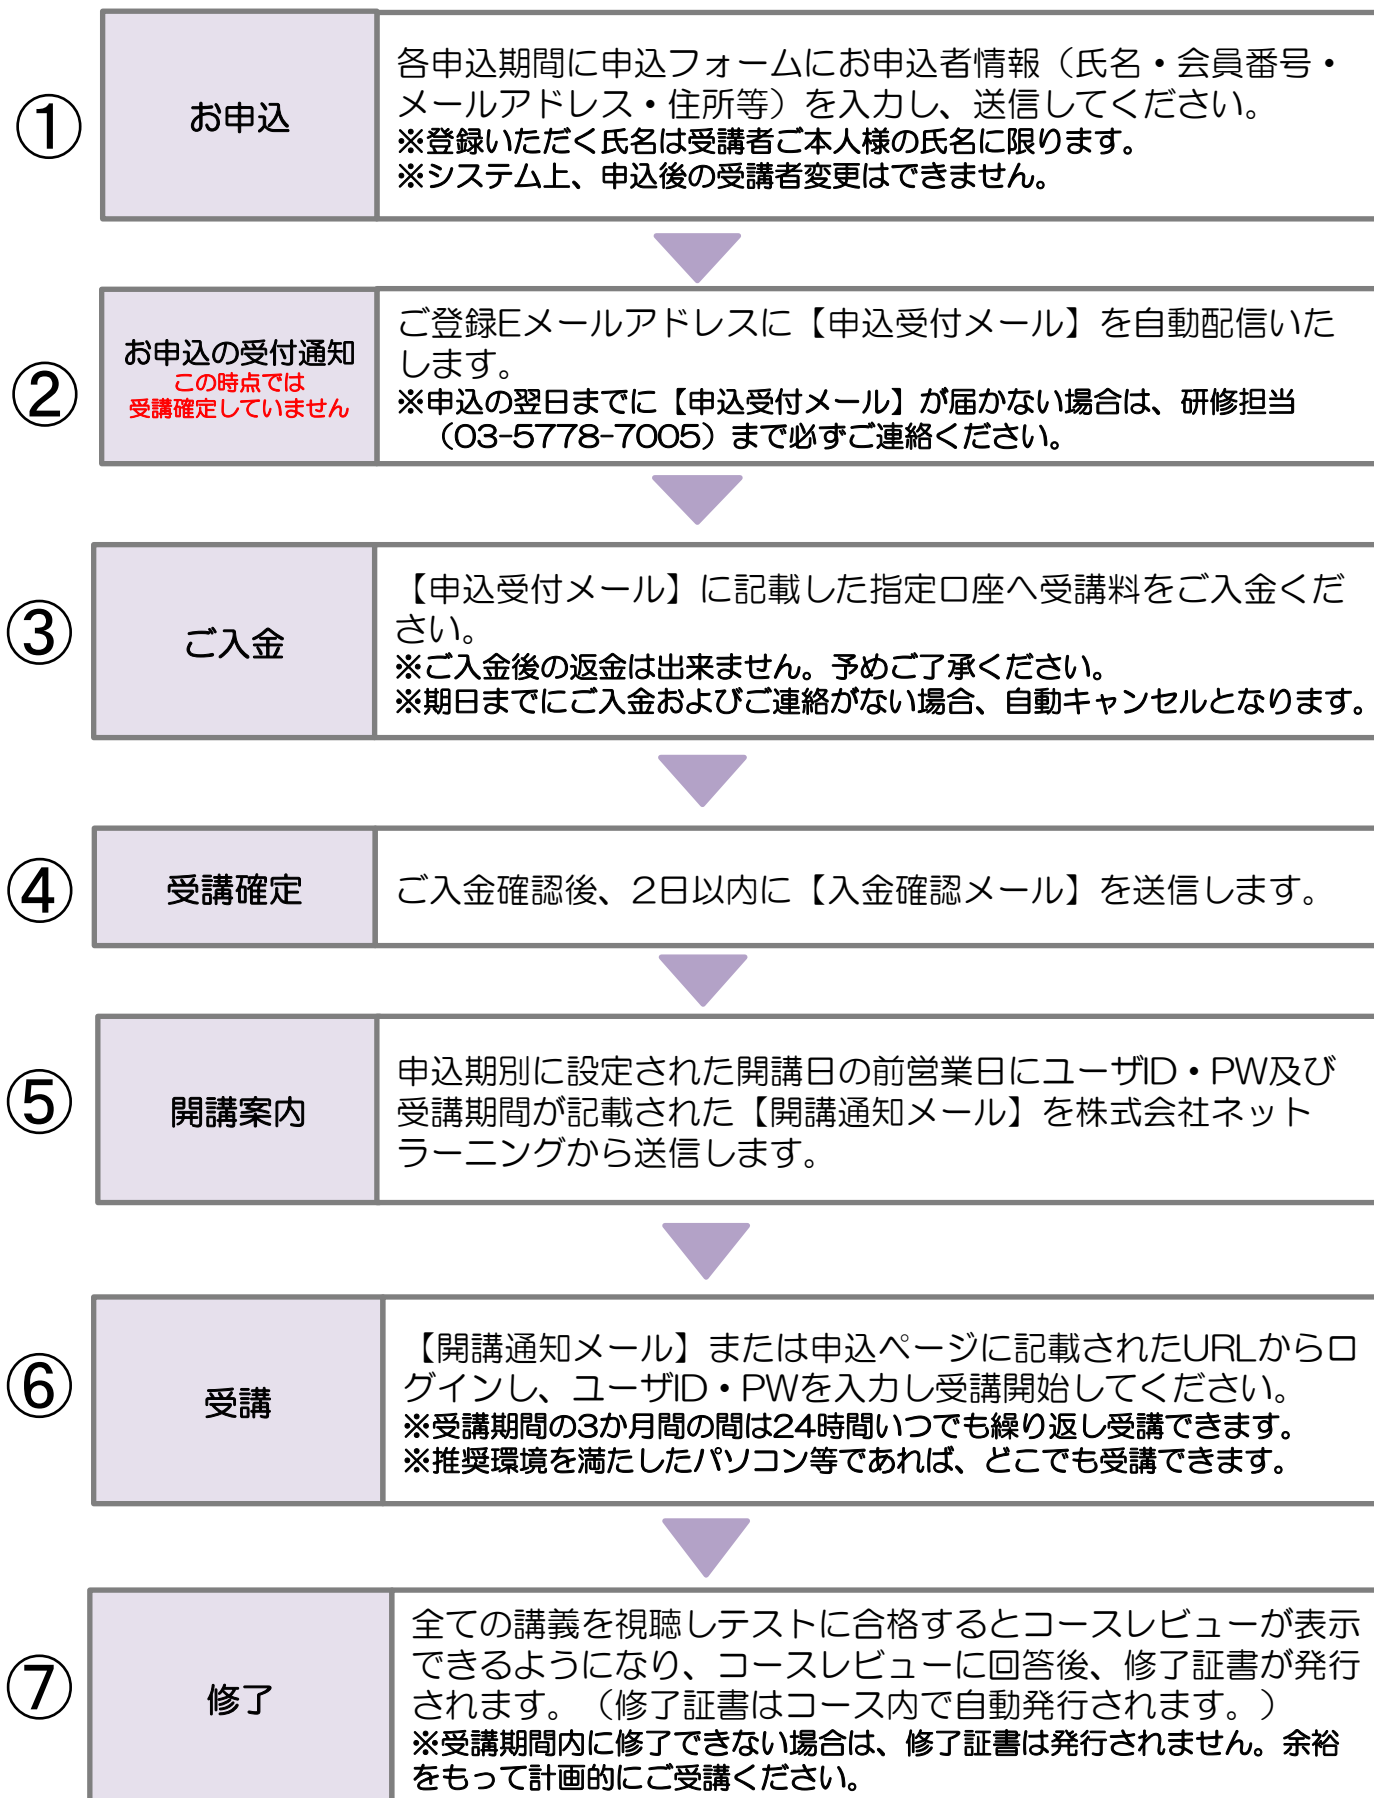 ①
お申込
各申込期間に申込フォームにお申込者情報（氏名・会員番号・
メールアドレス・住所等）を入力し、送信してください。
※登録いただく氏名は受講者ご本人様の氏名に限ります。
※システム上、申込後の受講者変更はできません。
②
お申込の受付通知
この時点では
受講確定していません
ご登録Eメールアドレスに【申込受付メール】を自動配信いた
します。
※申込の翌日までに【申込受付メール】が届かない場合は、研修担当
（03-5778-7005）まで必ずご連絡ください。
③
ご入金
【申込受付メール】に記載した指定口座へ受講料をご入金くだ
さい。
※ご入金後の返金は出来ません。予めご了承ください。
※期日までにご入金およびご連絡がない場合、自動キャンセルとなります。
④
受講確定
ご入金確認後、2日以内に【入金確認メール】を送信します。
⑤
開講案内
申込期別に設定された開講日の前営業日にユーザID・PW及び
受講期間が記載された【開講通知メール】を株式会社ネット
ラーニングから送信します。
⑥
受講
【開講通知メール】または申込ページに記載されたURLからロ
グインし、ユーザID・PWを入力し受講開始してください。
※受講期間の3か月間の間は24時間いつでも繰り返し受講できます。
※推奨環境を満たしたパソコン等であれば、どこでも受講できます。
⑦
修了
全ての講義を視聴しテストに合格するとコースレビューが表示
できるようになり、コースレビューに回答後、修了証書が発行
されます。（修了証書はコース内で自動発行されます。）
※受講期間内に修了できない場合は、修了証書は発行されません。余裕
をもって計画的にご受講ください。